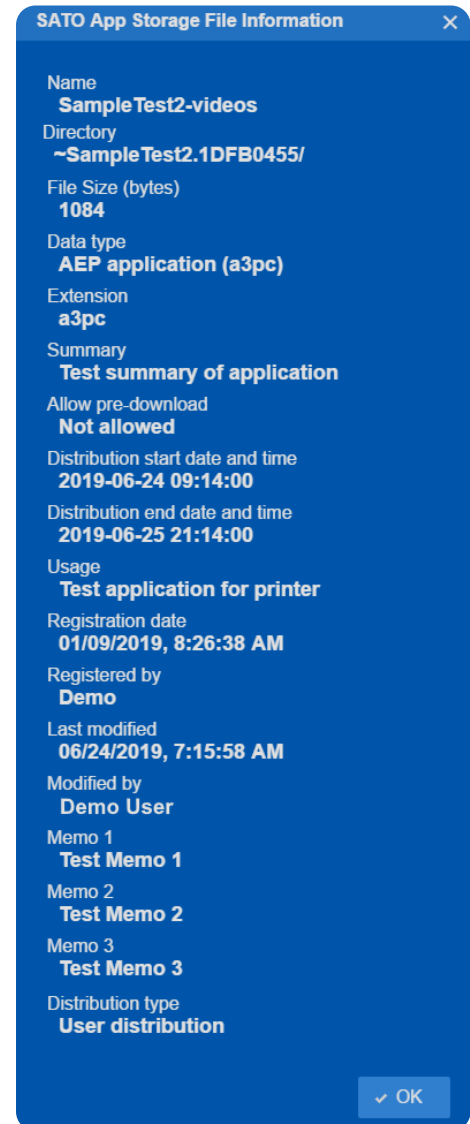 SATO App Storage File Information
Name
SampleTest2-videos
Directory
~SampleTest2.1DFB0455/
File Size (bytes)
1084
Data type
AEP application (a3pc)
Extension
a3pc
Summary
Test summary of application
Allow pre-download
Not allowed
Distribution start date and time
2019-06-24 09:14:00
Distribution end date and time
2019-06-25 21:14:00
Usage
Test application for printer
Registration date
01/09/2019, 8:26:38 AM
Registered by
Demo
Last modified
06/24/2019, 7:15:58 AM
Modified by
Demo User
Memo 1
Test Memo 1
Memo 2
Test Memo 2
Memo 3
Test Memo 3
Distribution type
User distribution
OK